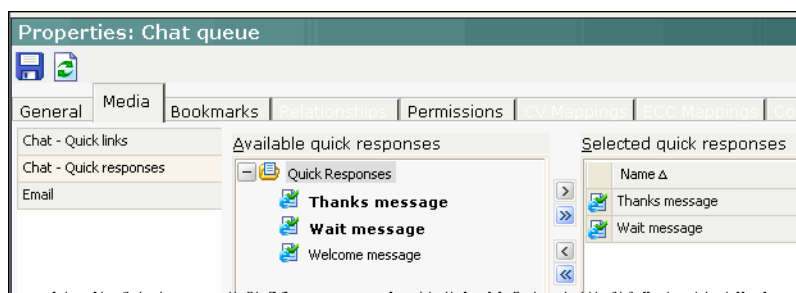 Properties: Chat queue
General Media Bookmarks Relationships Permissions CV Mappings ECC Mappings Co
Chat - Quick links
Chat - Quick responses
Email
Available quick responses
Quick Responses
Thanks message
Wait message
Welcome message
Selected quick responses
Name
Thanks message
Wait message